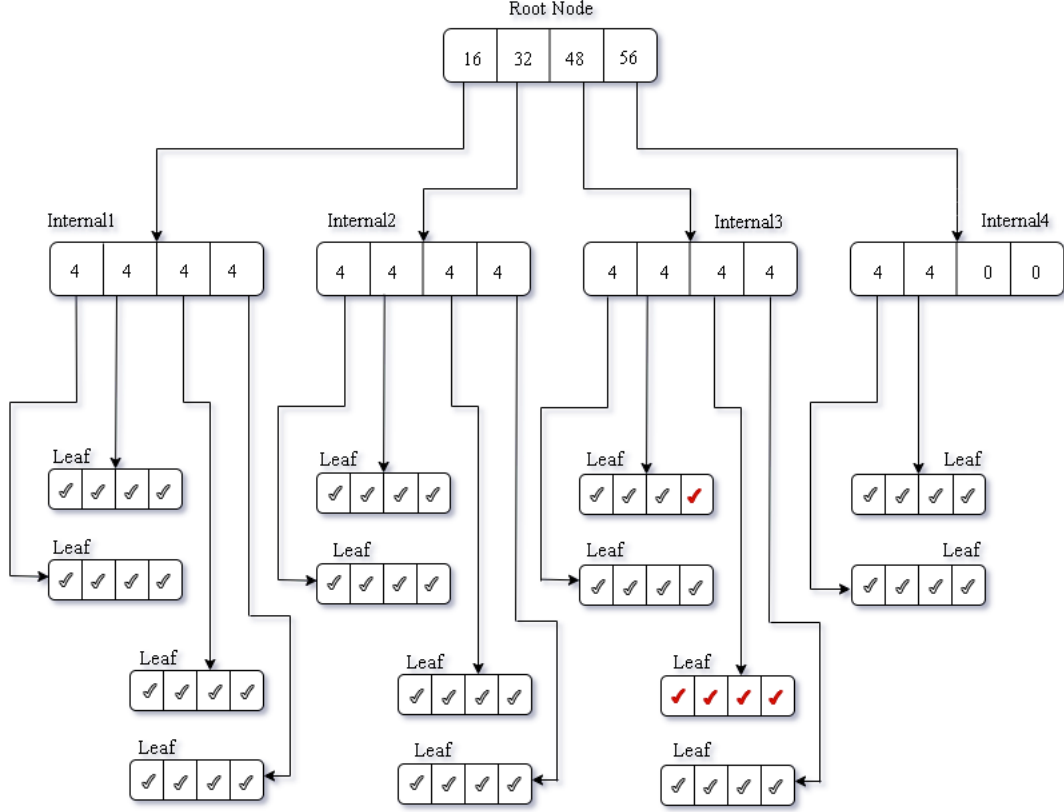 Root Node
16 32 48 56
Internal1 Internal2 Internal3 Internal4
4 4 4 4 4 4 4 4 4 4 4 4 4 4 0 0
Leaf Leaf Leaf Leaf
Leaf Leaf Leaf Leaf
Leaf Leaf Leaf
Leaf Leaf Leaf